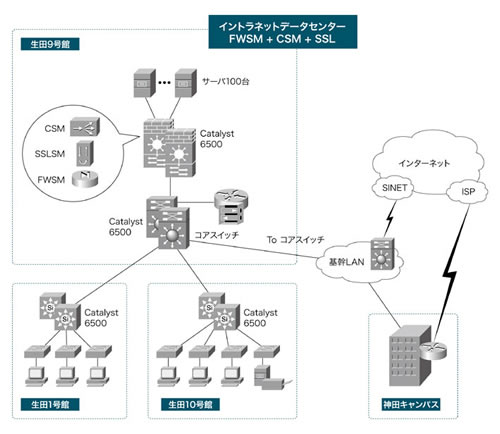 イントラネットデータセンター
FWSM + CSM + SSL
生田9号館
サーバ100台
CSM
SSLSM
FWSM
Catalyst
6500
Catalyst
6500
コアスイッチ
To コアスイッチ
インターネット
SINET
ISP
基幹LAN
Si
Si
Catalyst
6500
Si
Si
Catalyst
6500
生田1号館
生田10号館
神田キャンパス